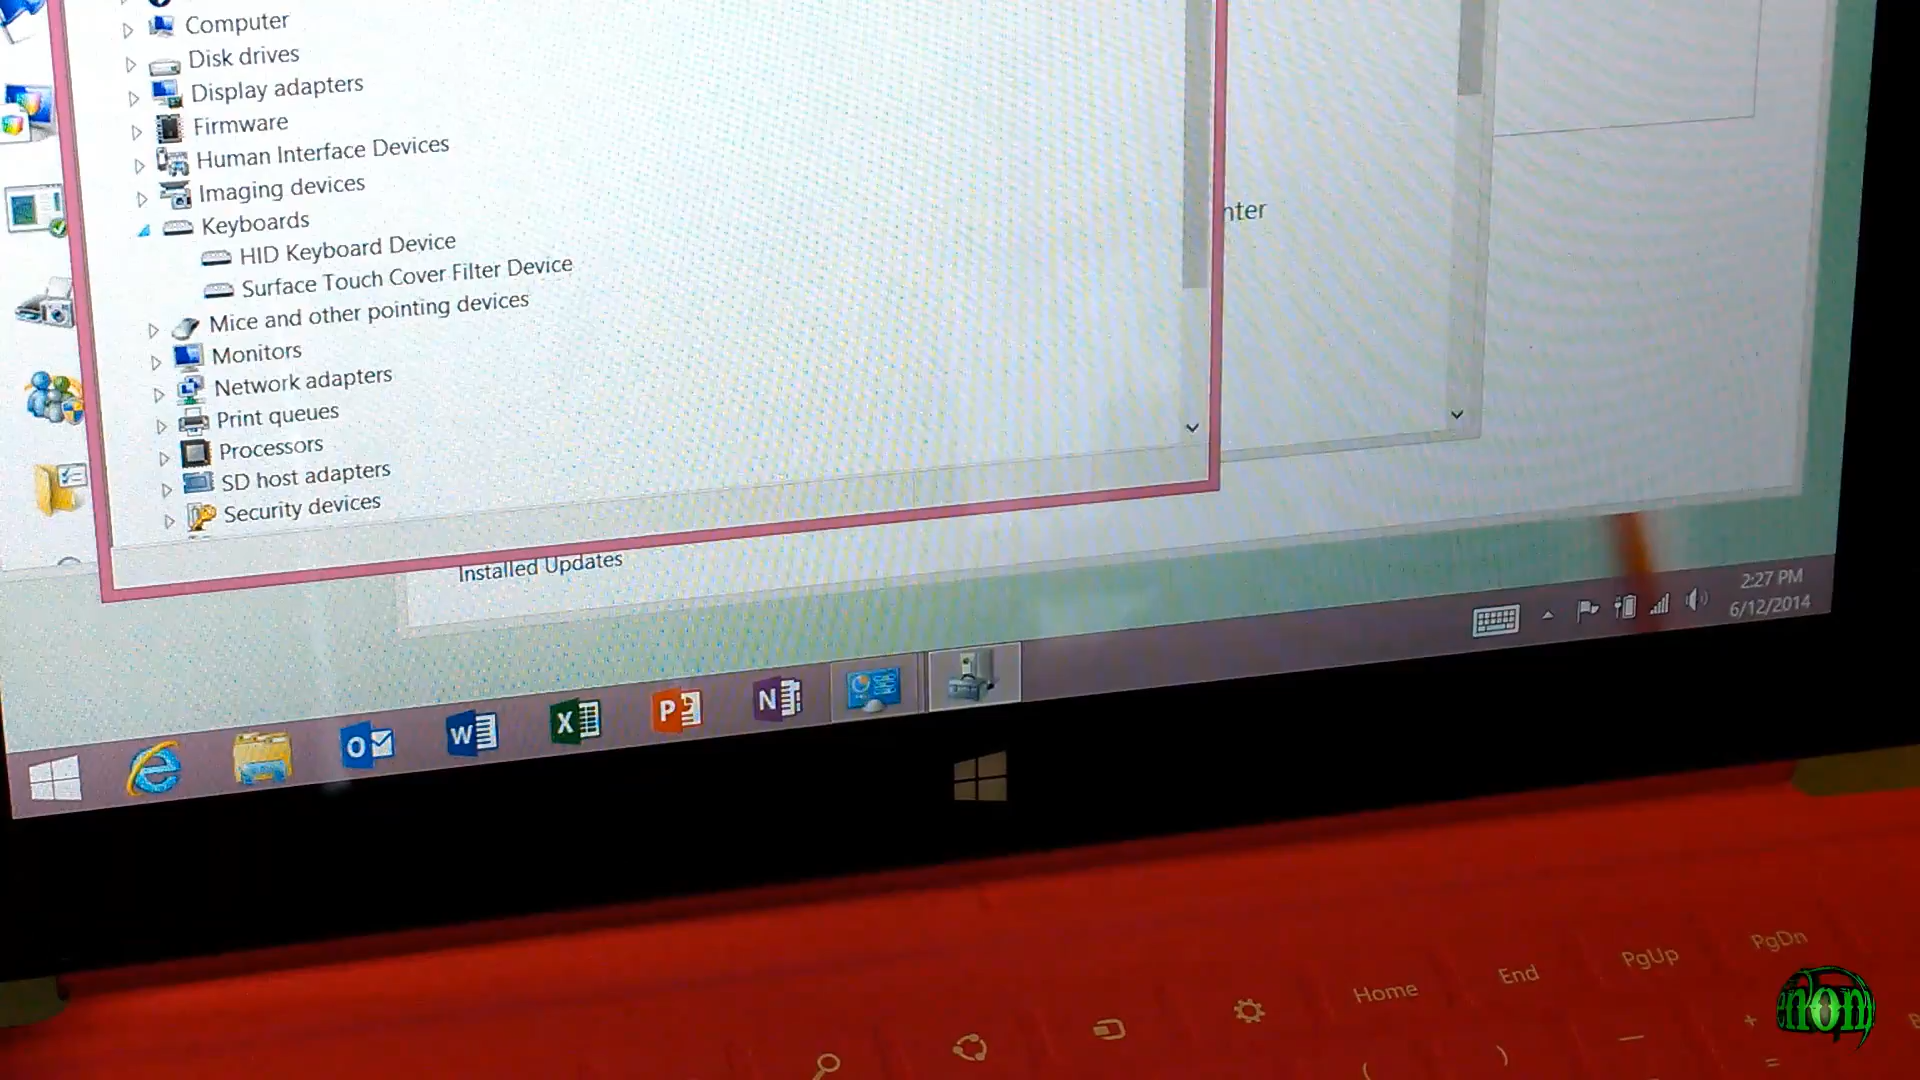 Computer
Disk drives
Display adapters
Firmware
Human Interface Devices
Imaging devices
Keyboards
HID Keyboard Device
Surface Touch Cover Filter Device
Mice and other pointing devices
Monitors
Network adapters
Print queues
Processors
SD host adapters
Security devices
nter
Installed Updates
2:27 PM
6/12/2014
O
W
X
P
N
Home
End
PgUp
PgDn
(
)
—
+
=